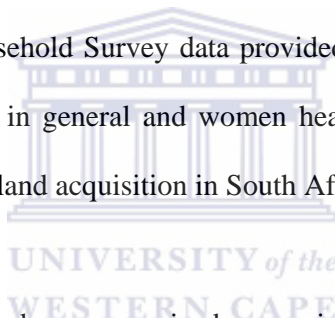 sehold Survey data provided
in general and women hea
land acquisition in South Af
UNIVERSITY of the
WESTERN CAPE